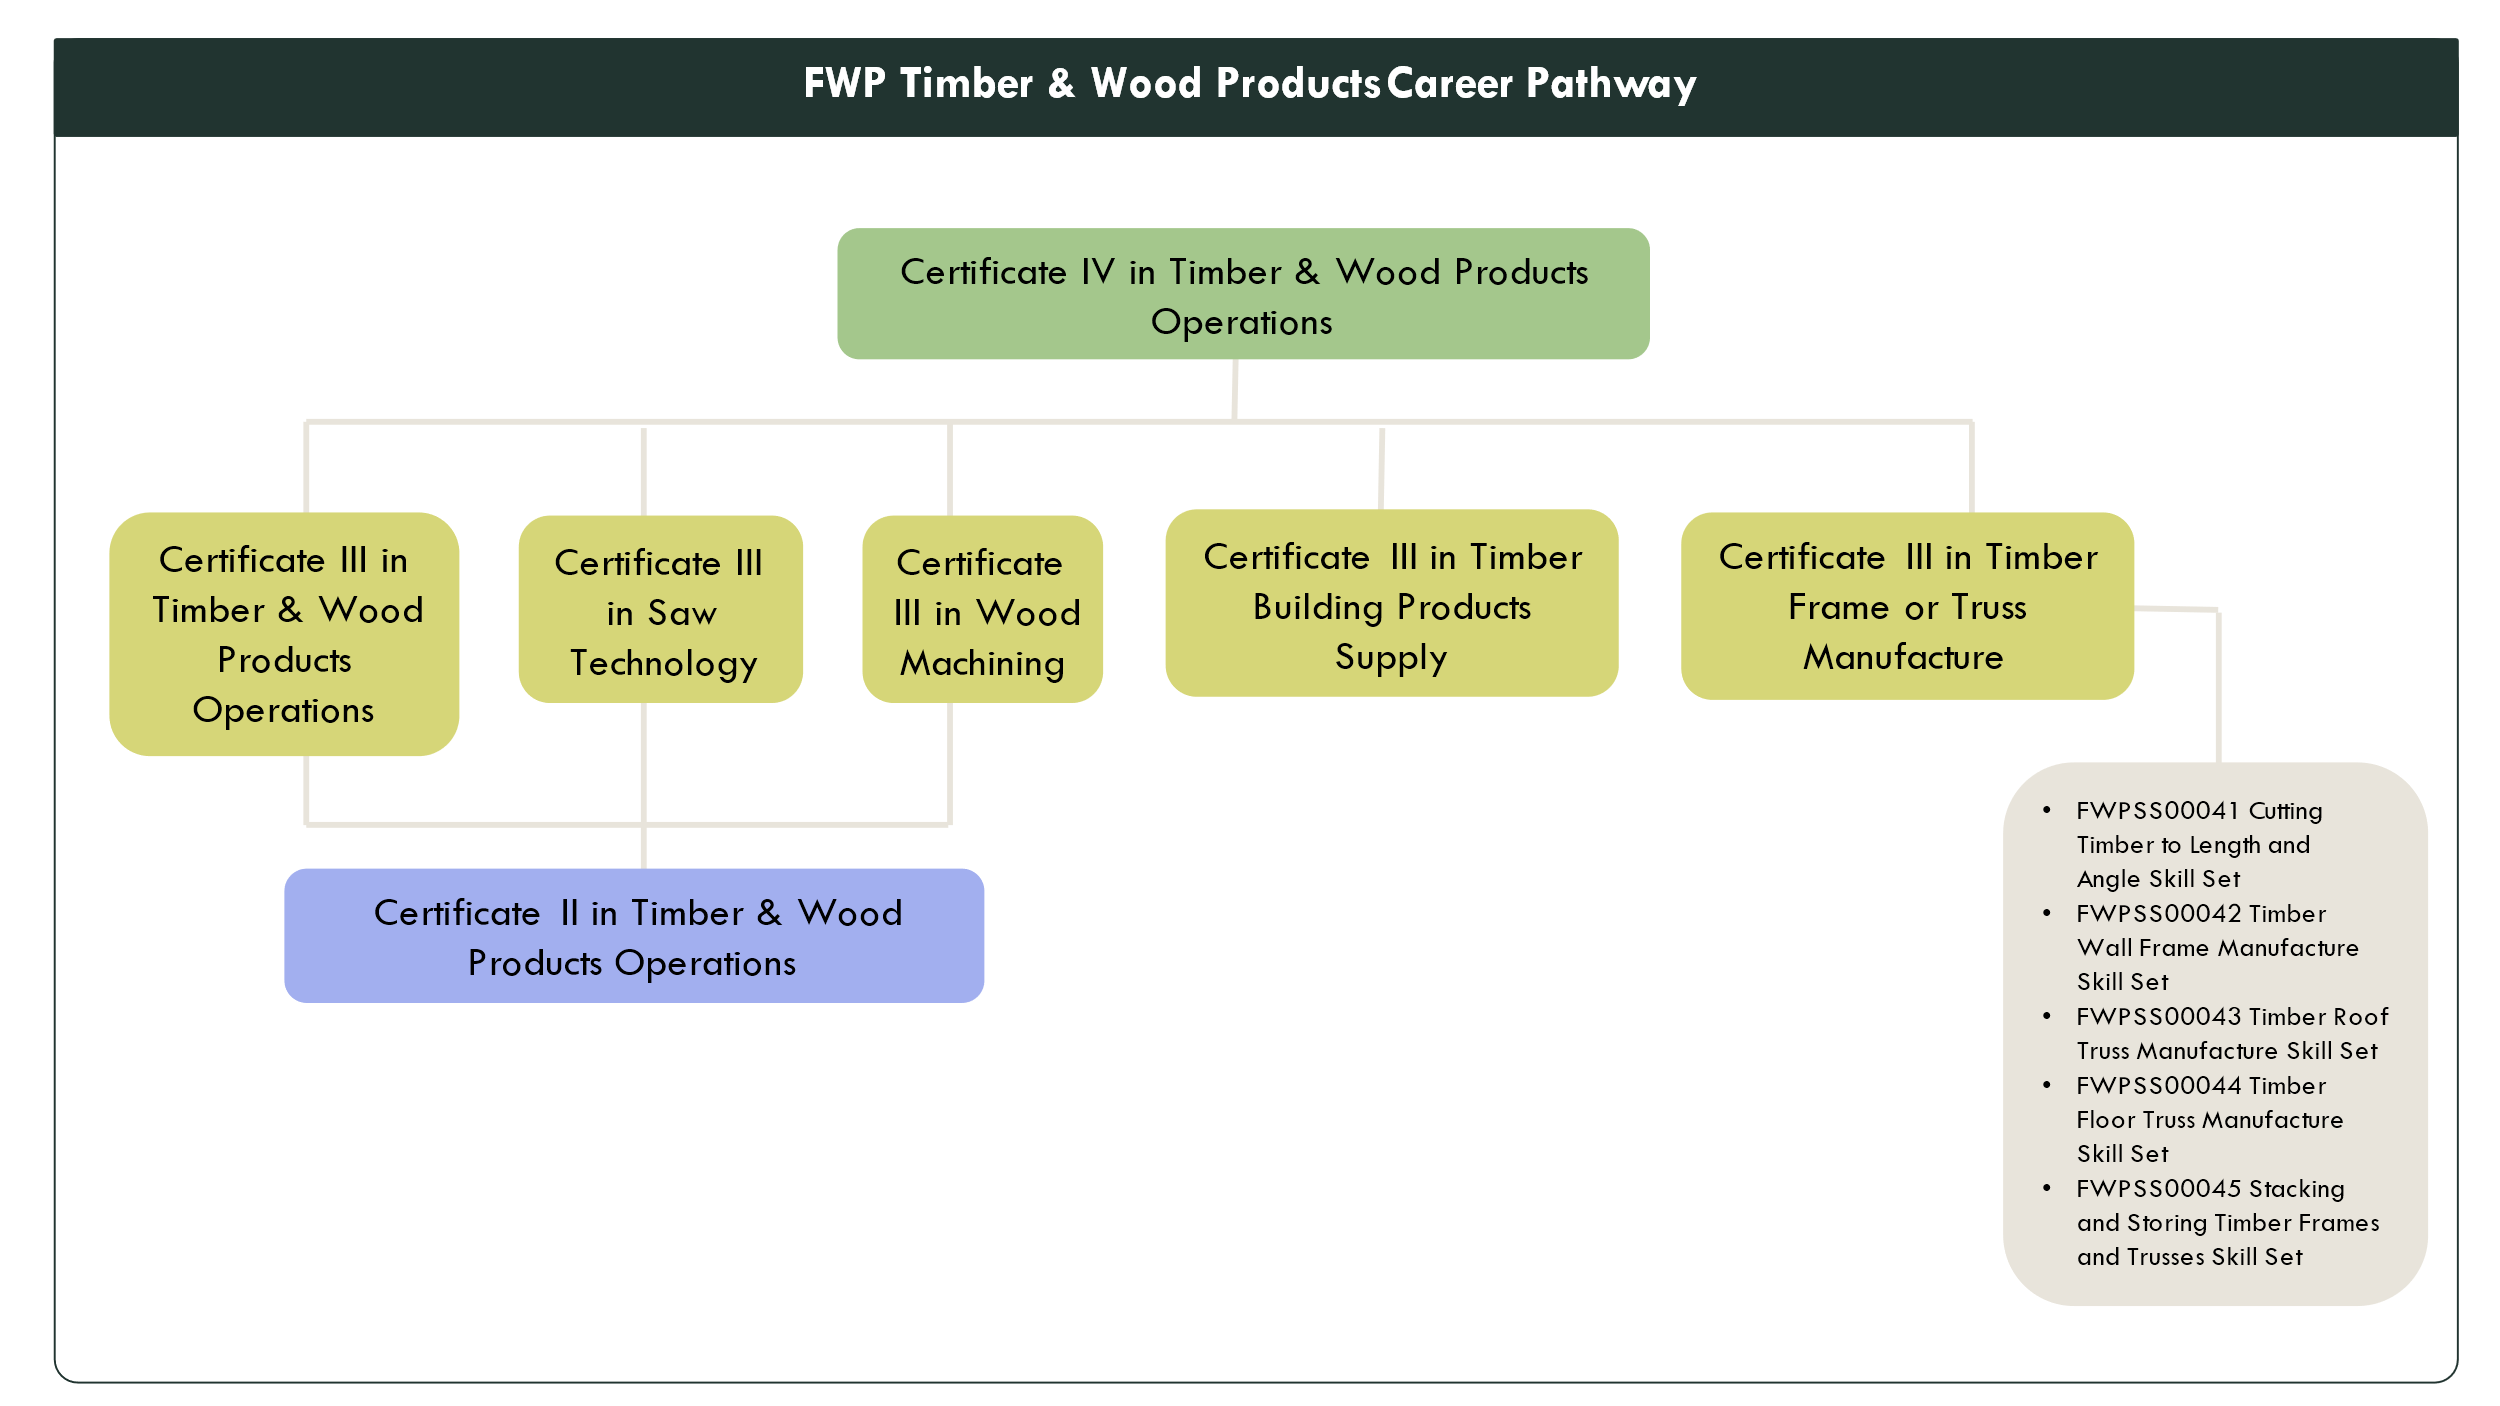 FWP Timber & Wood Products Career Pathway
Certificate IV in Timber & Wood Products
Operations
Certificate III in
Timber & Wood
Products
Operations
Certificate III
in Saw
Technology
Certificate
III in Wood
Machining
Certificate III in Timber
Building Products
Supply
Certificate III in Timber
Frame or Truss
Manufacture
Certificate II in Timber & Wood
Products Operations
• FWPSS00041 Cutting
Timber to Length and
Angle Skill Set
• FWPSS00042 Timber
Wall Frame Manufacture
Skill Set
• FWPSS00043 Timber Roof
Truss Manufacture Skill Set
• FWPSS00044 Timber
Floor Truss Manufacture
Skill Set
• FWPSS00045 Stacking
and Storing Timber Frames
and Trusses Skill Set